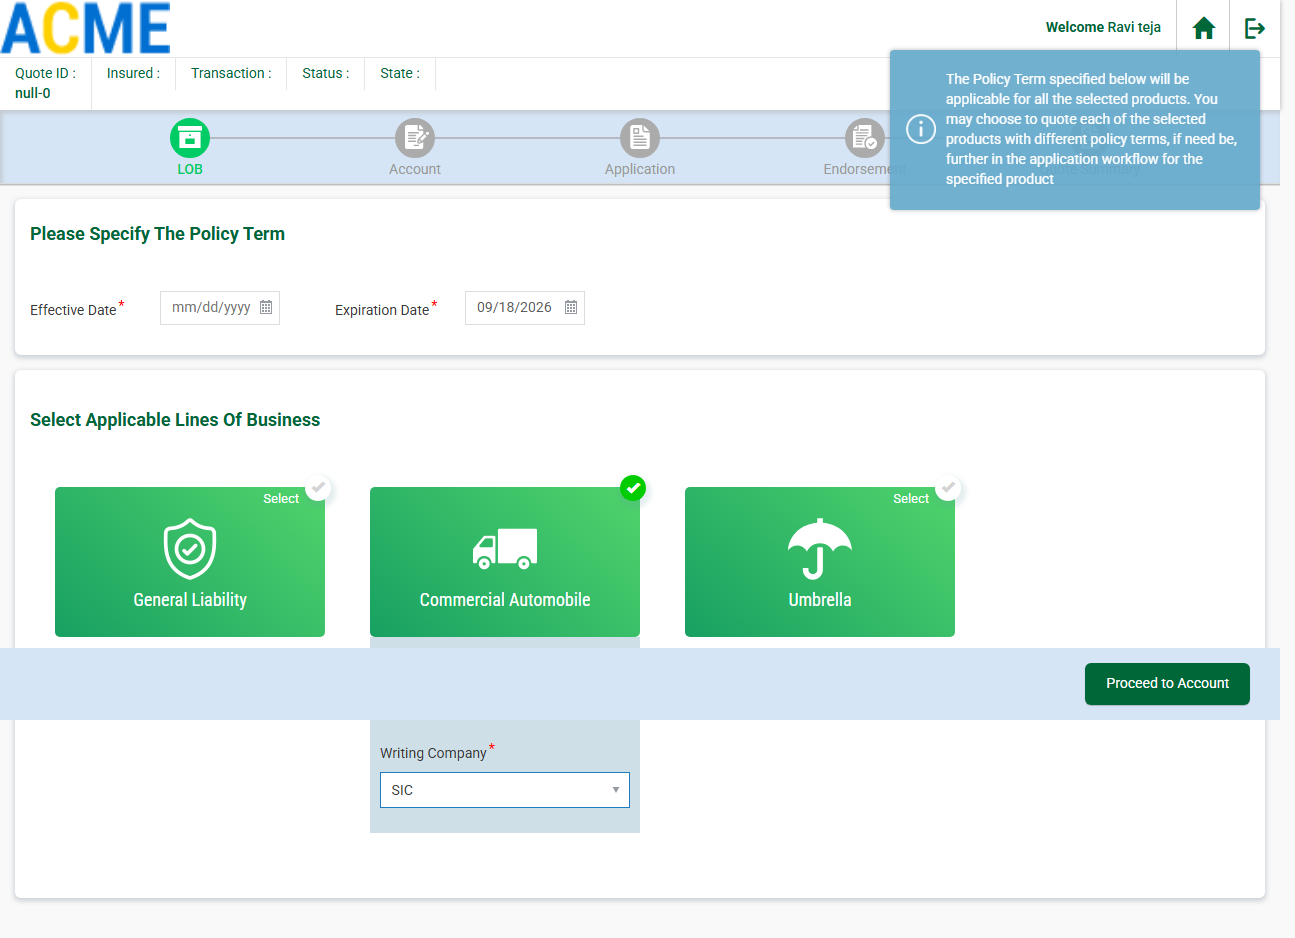 ACME
Welcome Ravi teja
Quote ID :
null-0
Insured :
Transaction :
Status :
State :
The Policy Term specified below will be
applicable for all the selected products. You
may choose to quote each of the selected
products with different policy terms, if need be,
further in the application workflow for the
specified product
LOB
Account
Application
Endorsement
Quote Summary
Please Specify The Policy Term
Effective Date*
mm/dd/yyyy
Expiration Date*
09/18/2026
Select Applicable Lines Of Business
Select
General Liability
Commercial Automobile
Select
Umbrella
Proceed to Account
Writing Company*
SIC